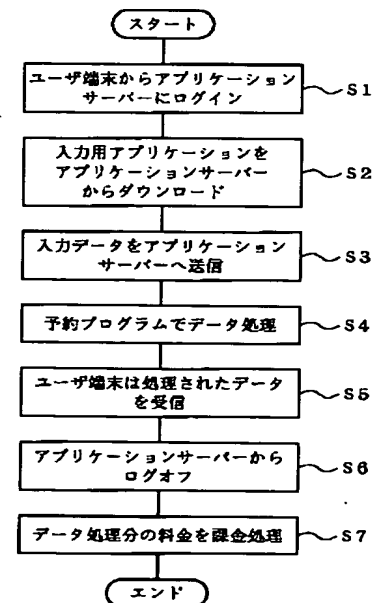 スタート
ユーザ端末からアプリケーション
サーバーにログイン
S1
入力用アプリケーションを
アプリケーションサーバー
からダウンロード
S2
入力データをアプリケーション
サーバーへ送信
S3
予約プログラムでデータ処理
S4
ユーザ端末は処理されたデータ
を受信
S5
アプリケーションサーバーから
ログオフ
S6
データ処理分の料金を課金処理
S7
エンド